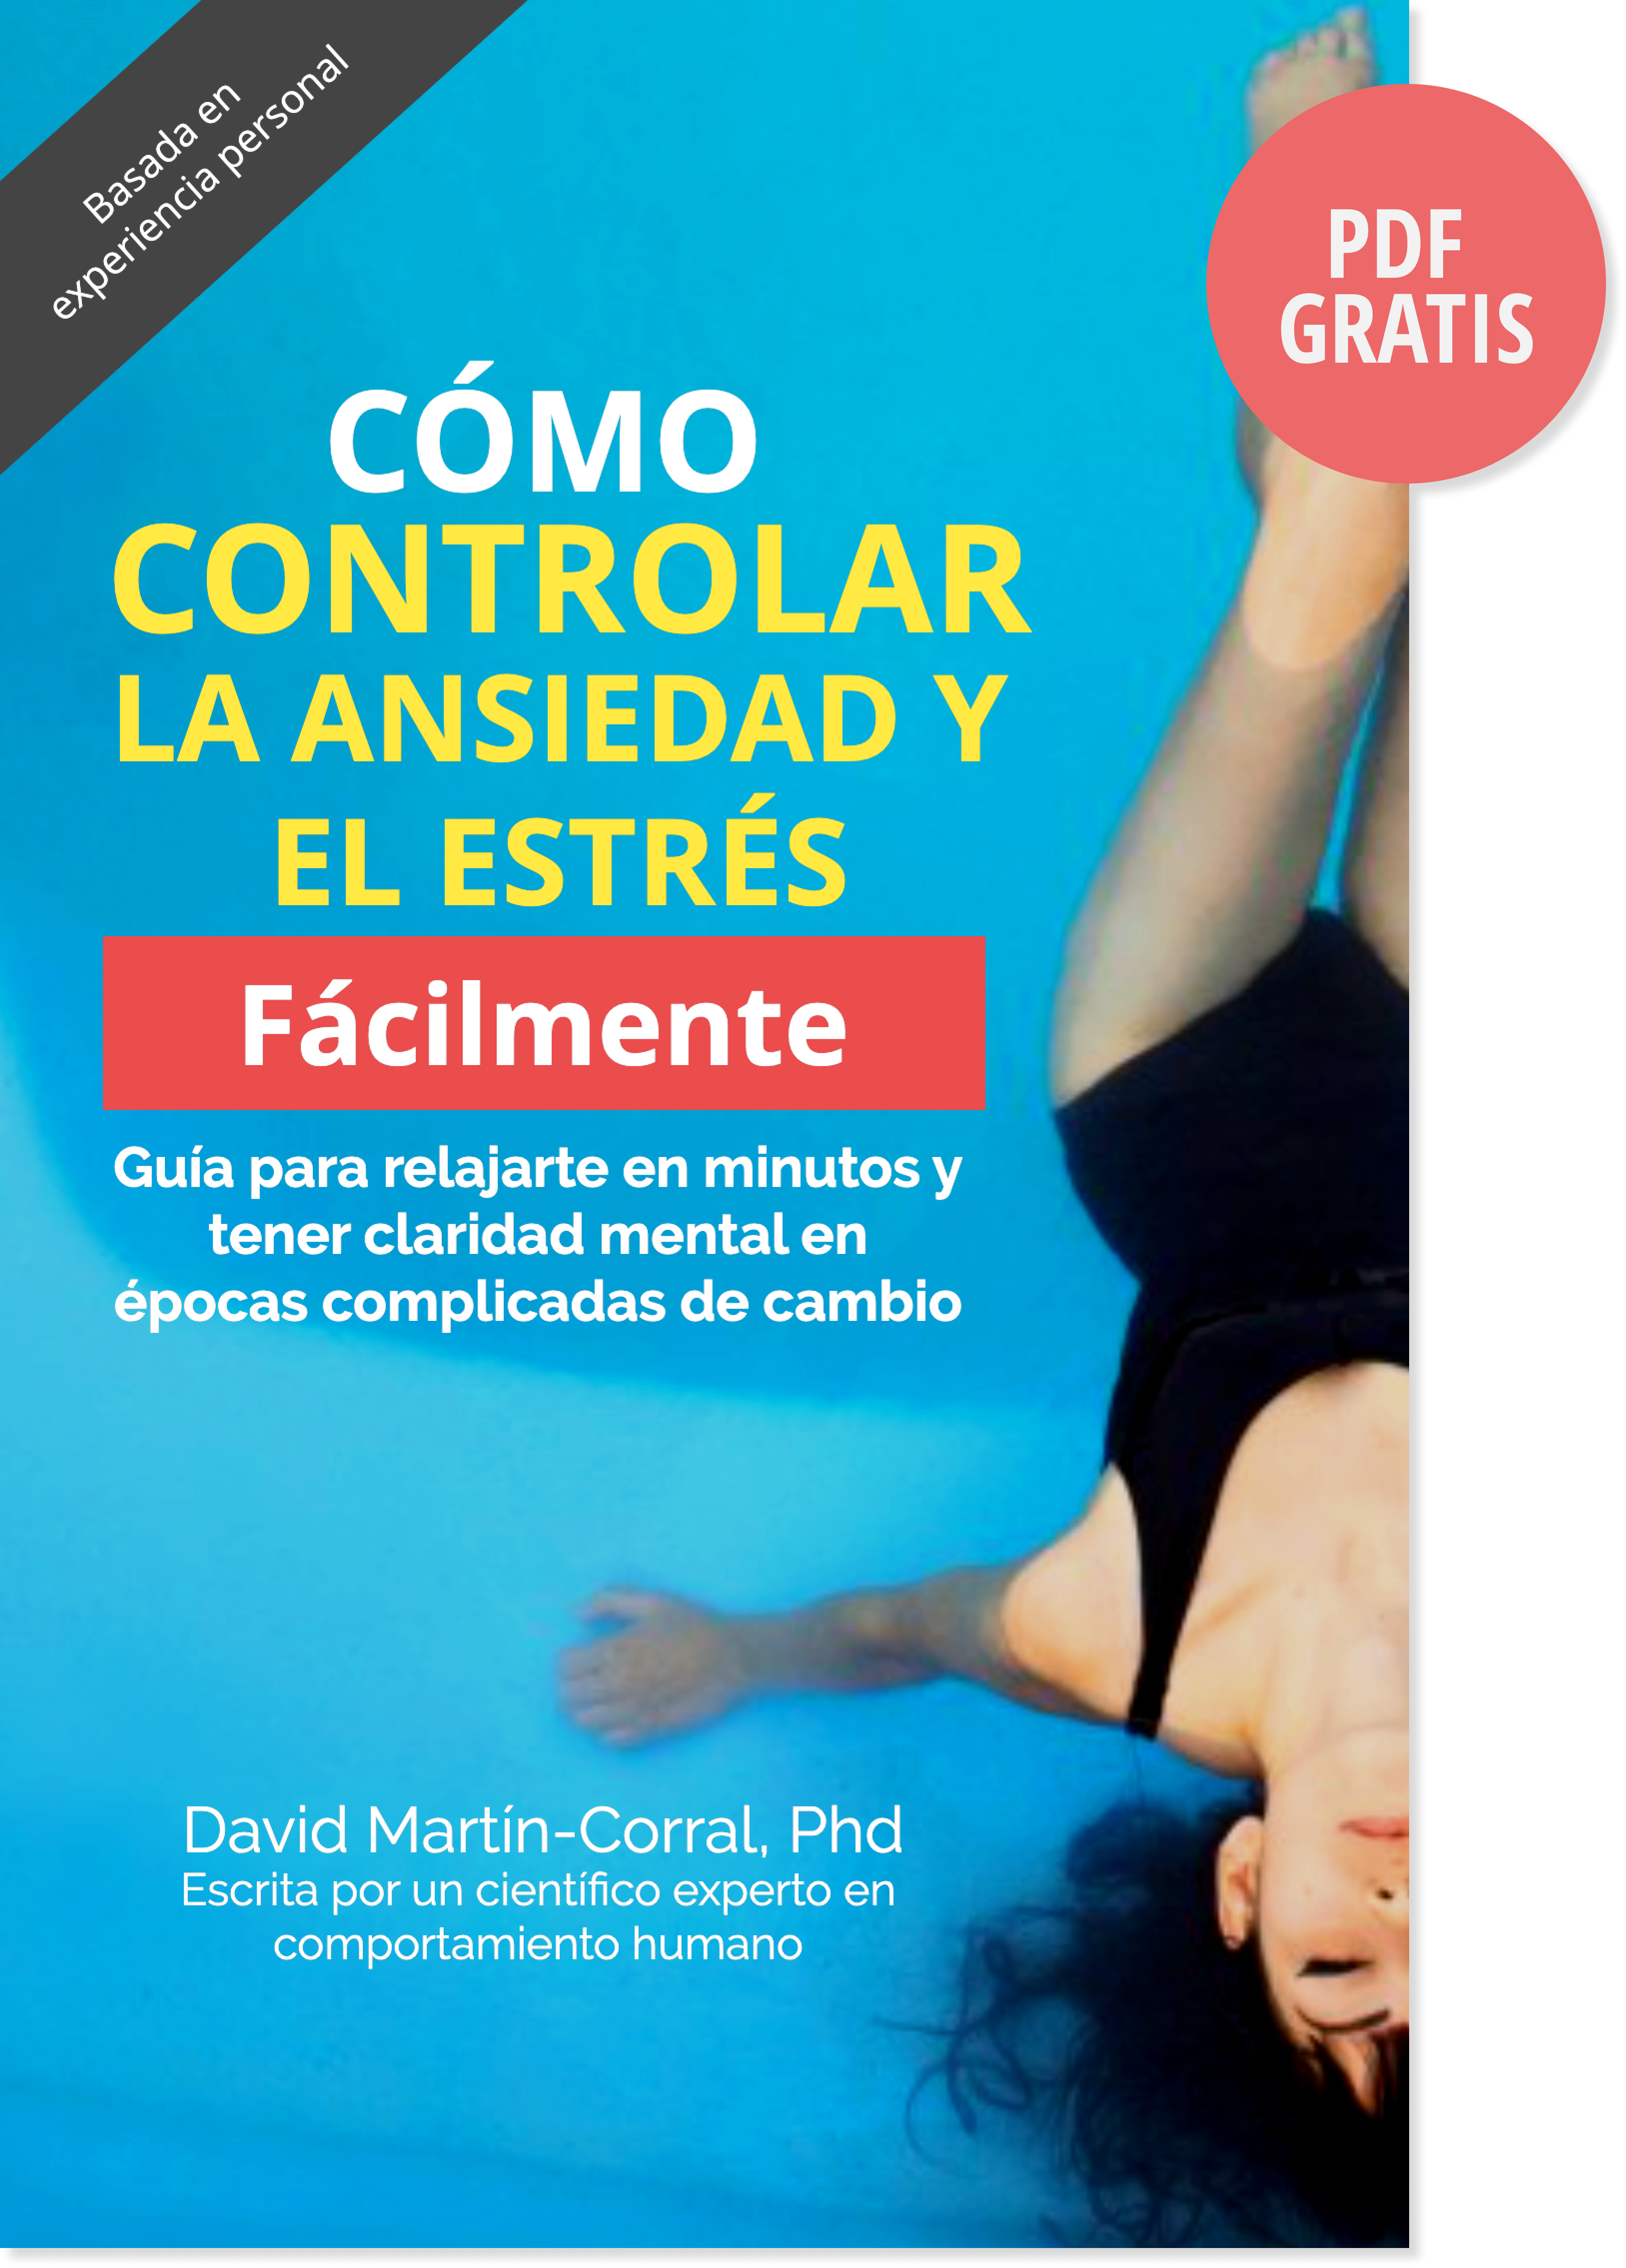 Basada en
experiencia personal
PDF
GRATIS
CÓMO
CONTROLAR
LA ANSIEDAD Y
EL ESTRÉS
Fácilmente
Guía para relajarte en minutos y
tener claridad mental en
épocas complicadas de cambio
David Martín-Corral, Phd
Escrita por un científico experto en
comportamiento humano